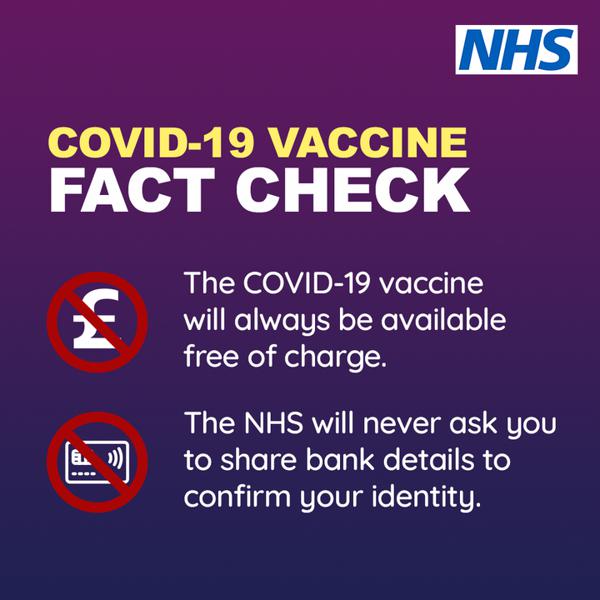 NHS
COVID-19 VACCINE
FACT CHECK
£
The COVID-19 vaccine
will always be available
free of charge.
The NHS will never ask you
to share bank details to
confirm your identity.